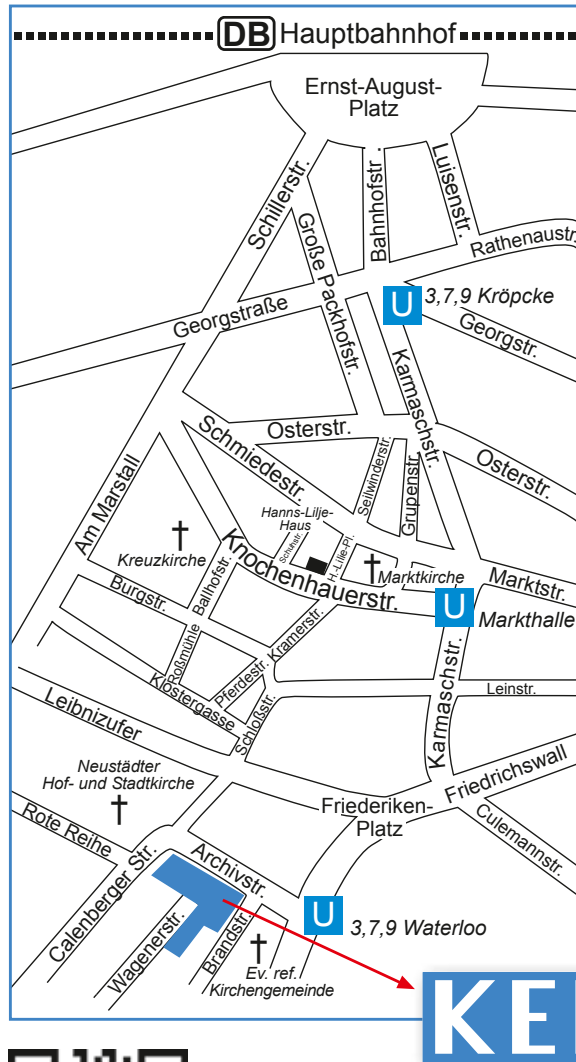 DB Hauptbahnhof
Ernst-August-
Platz
Schillerstr.
Große Packhofstr.
Bahnhofstr.
Luisenstr.
Rathenaustr.
Georgstraße
U 3,7,9 Kröpcke
Georgstr.
Karmaschstr.
Osterstr.
Osterstr.
Schmiedestr.
Seilwinderstr.
Grupenstr.
Am Marstall
Hanns-Lilje-
Haus
Schuhstr.
H.-Lilie-Pl.
Kreuzkirche
Knochenhauerstr.
Marktkirche
Marktstr.
U Markthalle
Burgstr.
Ballhofstr.
Roßmühle
Kramerstr.
Pferdestr.
Klostergasse
Schloßstr.
Leinstr.
Karmaschstr.
Leibnizufer
Neustädter
Hof- und Stadtkirche
Friederiken-
Platz
Friedrichswall
Culemannstr.
Rote Reihe
Calenberger Str.
Archivstr.
Wagenerstr.
Brandstr.
U 3,7,9 Waterloo
Ev. ref.
Kirchengemeinde
KE